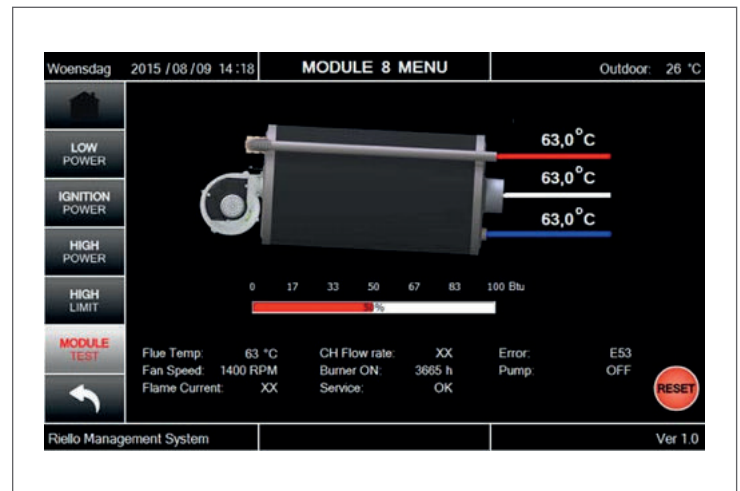 Woensdag 2015 / 08 / 09 14:18 MODULE 8 MENU Outdoor: 26 °C
LOW
POWER
IGNITION
POWER
HIGH
POWER
HIGH
LIMIT
MODULE
TEST
63,0°C
63,0°C
63,0°C
0 17 33 50 67 83 100 Btu
50%
Flue Temp: 63 °C CH Flow rate: XX Error: E53
Fan Speed: 1400 RPM Burner ON: 3665 h Pump: OFF
Flame Current: XX Service: OK
RESET
Riello Management System Ver 1.0